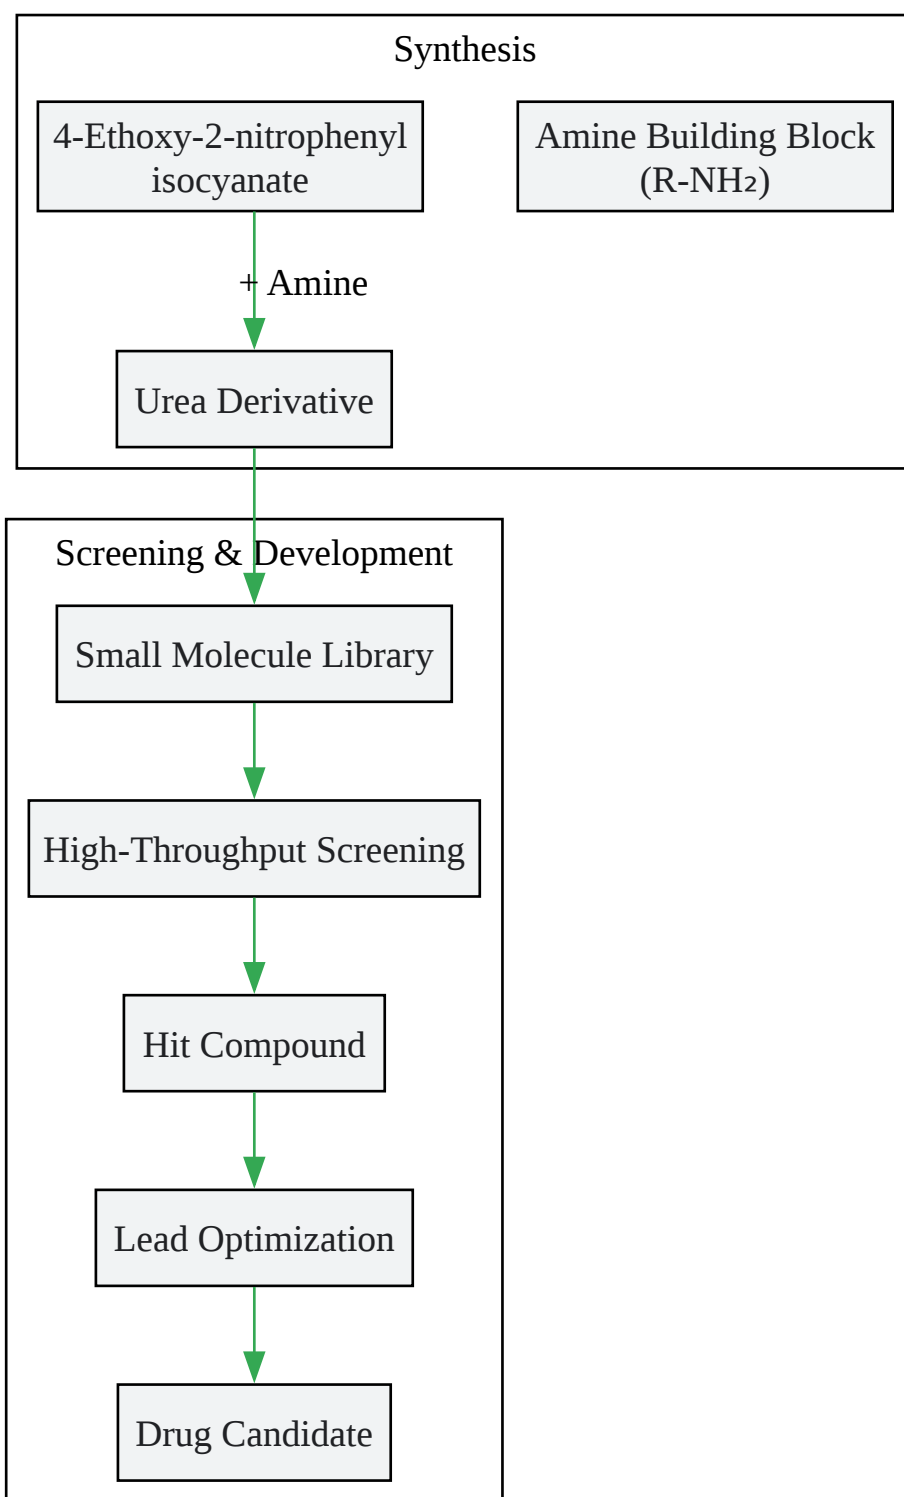 Synthesis
4-Ethoxy-2-nitrophenyl
isocyanate
Amine Building Block
(R-NH₂)
+ Amine
Urea Derivative
Screening & Development
Small Molecule Library
High-Throughput Screening
Hit Compound
Lead Optimization
Drug Candidate